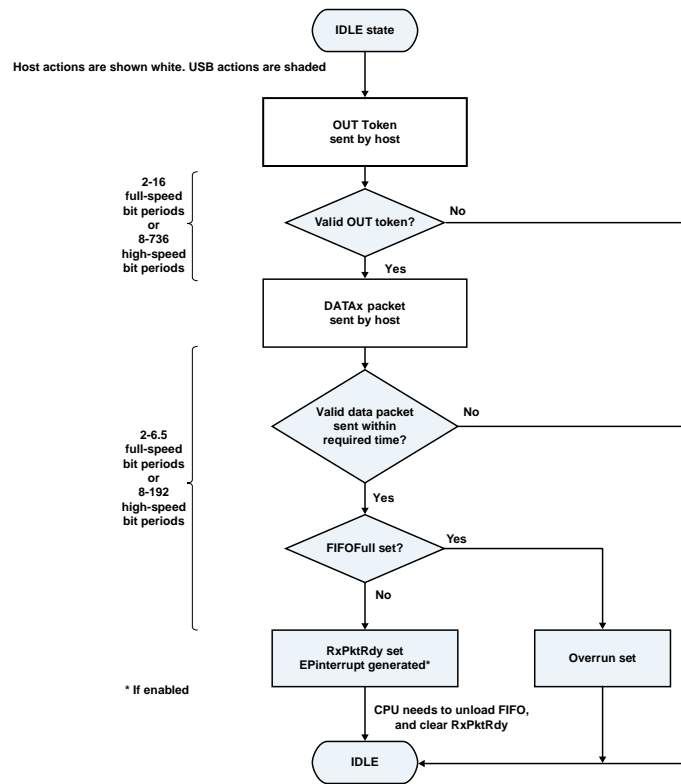 IDLE state
Host actions are shown white. USB actions are shaded
OUT Token
sent by host
2-16
full-speed
bit periods
or
8-736
high-speed
bit periods
Valid OUT token?
No
Yes
DATAx packet
sent by host
Valid data packet
sent within
required time?
No
2-6.5
full-speed
bit periods
or
8-192
high-speed
bit periods
Yes
FIFOFull set?
Yes
No
RxPktRdy set
EPinterrupt generated*
Overrun set
* If enabled
CPU needs to unload FIFO,
and clear RxPktRdy
IDLE